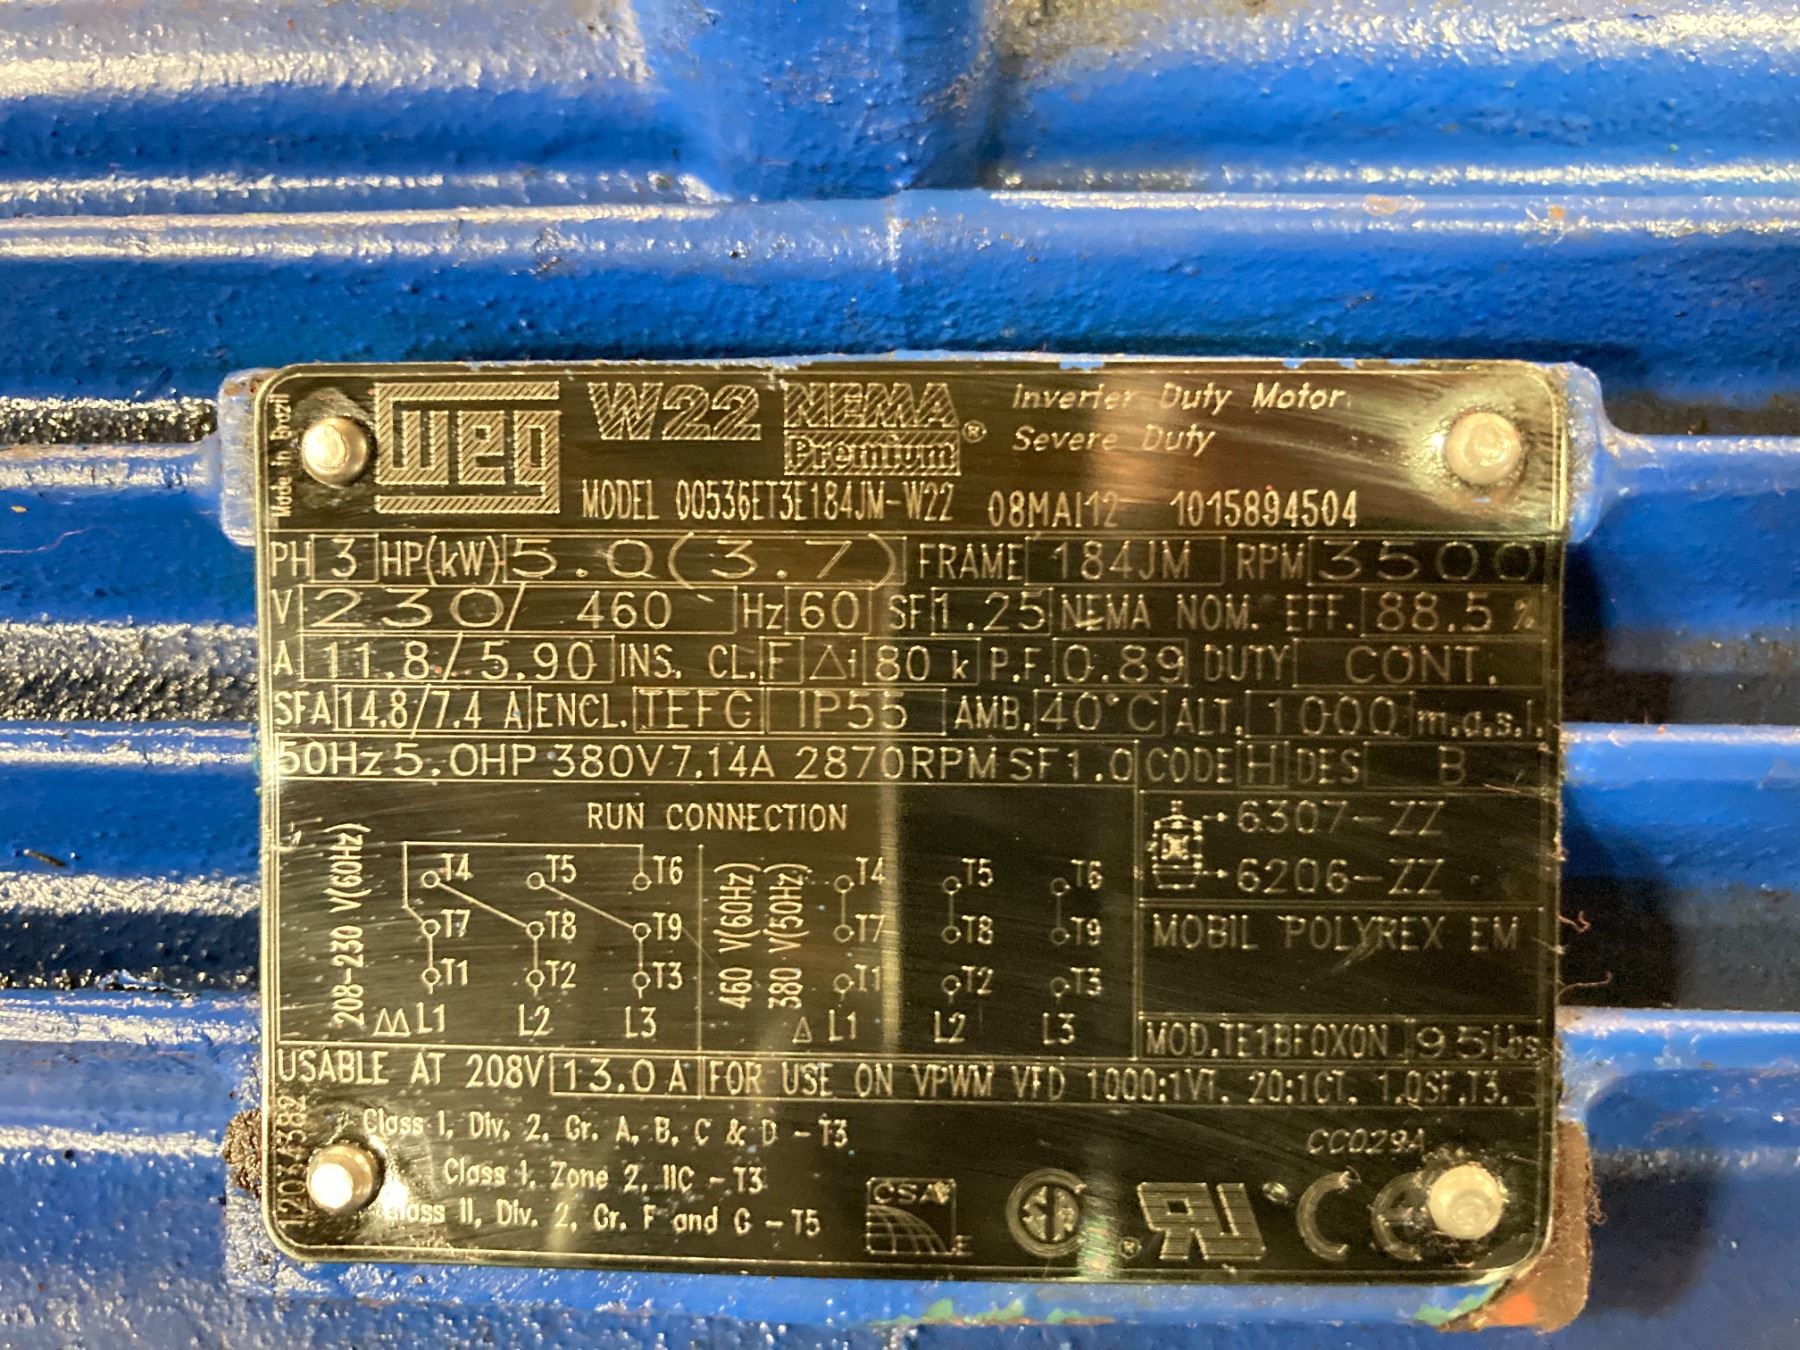 Made in Brazil
WEG W22 NEMA Premium® Inverter Duty Motor
Severe Duty
MODEL 00536ET3E184JM-W22 08MAI12 1015894504
PH 3 HP(kW) 5.0(3.7) FRAME 184JM RPM 3500
V 230/ 460 Hz 60 SF 1.25 NEMA NOM. EFF. 88.5 %
A 11.8/5.90 INS. CL. F Δt 80 k P.F. 0.89 DUTY CONT.
SFA 14.8/7.4 A ENCL. TEFC IP55 AMB. 40°C ALT. 1000 m.a.s.l.
50Hz 5.0HP 380V 7.14A 2870RPM SF1.0 CODE H DES B
RUN CONNECTION
208-230 V(60Hz)
T4 T5 T6
T7 T8 T9
T1 T2 T3
ΔΔ L1 L2 L3
460 V(60Hz)
380 V(50Hz)
T4 T5 T6
T7 T8 T9
T1 T2 T3
Δ L1 L2 L3
6307-ZZ
6206-ZZ
MOBIL POLYREX EM
MOD.TE1BF0X0N 95Lbs
USABLE AT 208V 13.0 A FOR USE ON VPWM VFD 1000:1VT. 20:1CT. 1.0SF.T3.
Class I, Div. 2, Gr. A, B, C & D - T3
Class I, Zone 2, IIC - T3
Class II, Div. 2, Gr. F and G - T5
CC029A
CSA E
SA ® RU CE